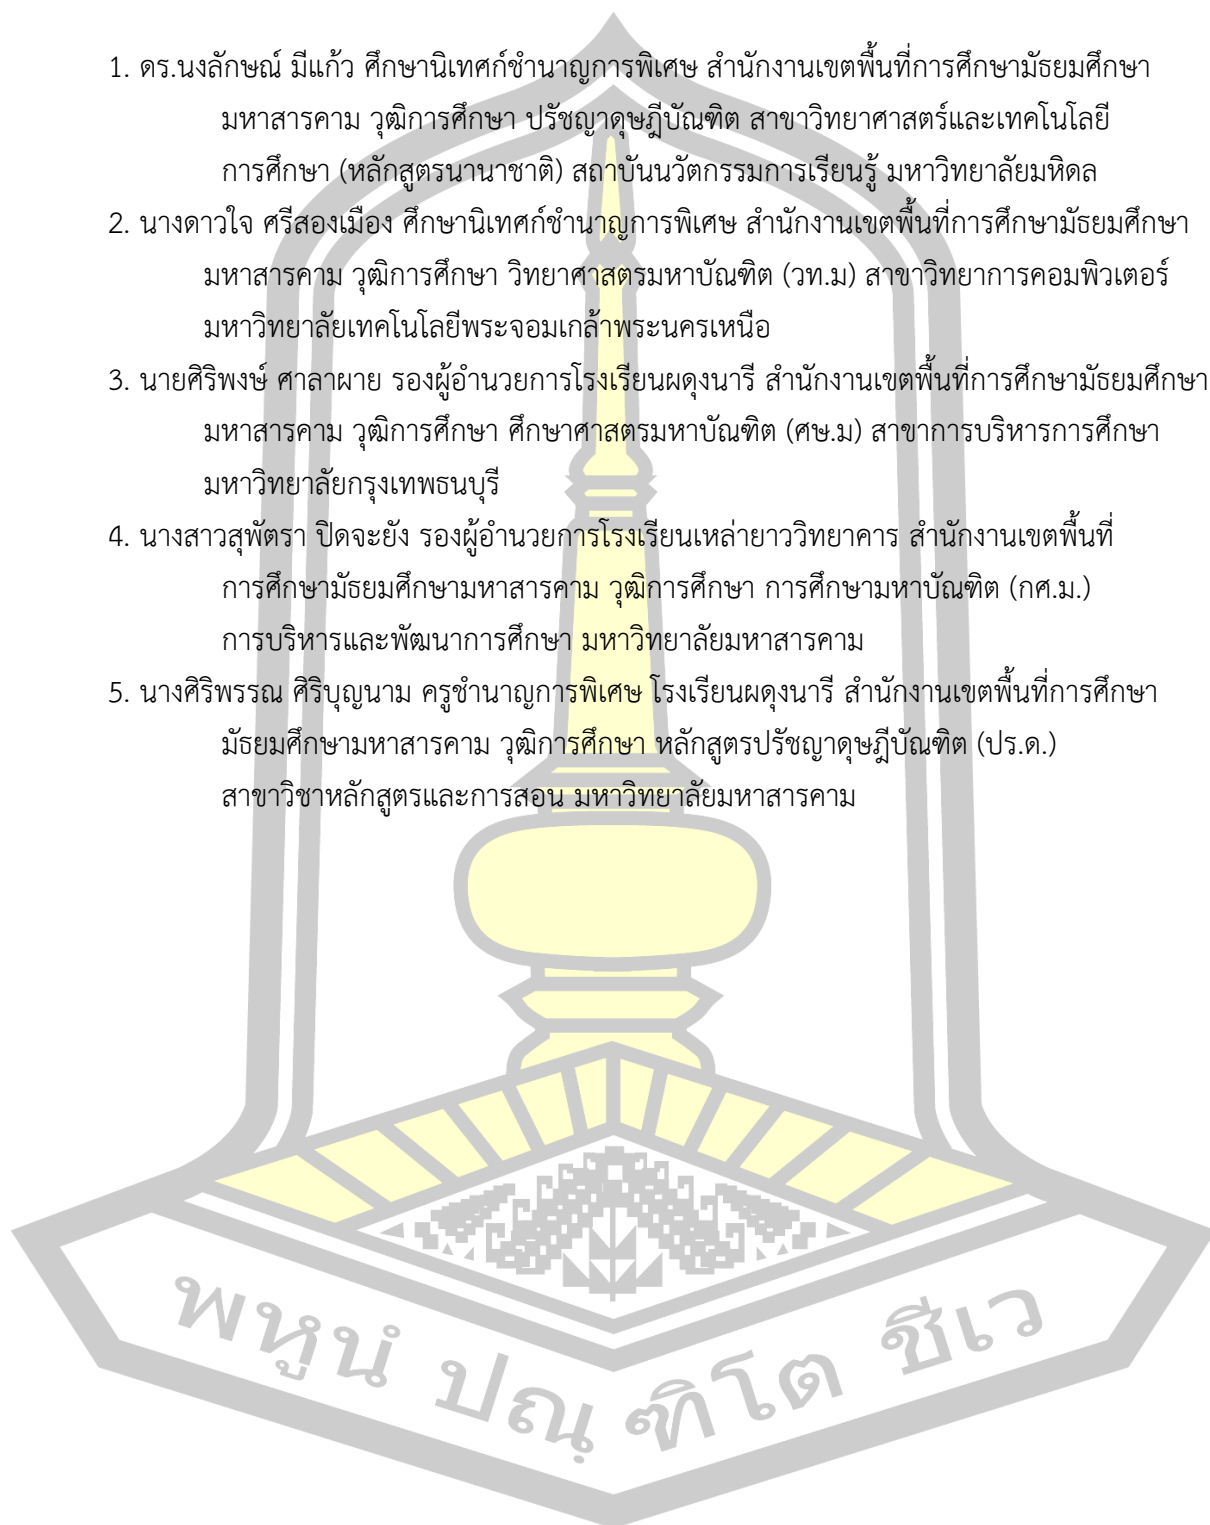 1. ดร.นงลักษณ์ มีแก้ว ศึกษานิเทศก์ชำนาญการพิเศษ สำนักงานเขตพื้นที่การศึกษามัธยมศึกษา
มหาสารคาม วุฒิการศึกษา ปรัชญาดุษฎีบัณฑิต สาขาวิทยาศาสตร์และเทคโนโลยี
การศึกษา (หลักสูตรนานาชาติ) สถาบันนวัตกรรมการเรียนรู้ มหาวิทยาลัยมหิดล
2. นางดาวใจ ศรีสองเมือง ศึกษานิเทศก์ชำนาญการพิเศษ สำนักงานเขตพื้นที่การศึกษามัธยมศึกษา
มหาสารคาม วุฒิการศึกษา วิทยาศาสตรมหาบัณฑิต (วท.ม) สาขาวิทยาการคอมพิวเตอร์
มหาวิทยาลัยเทคโนโลยีพระจอมเกล้าพระนครเหนือ
3. นายศิริพงษ์ ศาลาผาย รองผู้อำนวยการโรงเรียนผดุงนารี สำนักงานเขตพื้นที่การศึกษามัธยมศึกษา
มหาสารคาม วุฒิการศึกษา ศึกษาศาสตรมหาบัณฑิต (ศษ.ม) สาขาการบริหารการศึกษา
มหาวิทยาลัยกรุงเทพธนบุรี
4. นางสาวสุพัตรา ปิดจะยัง รองผู้อำนวยการโรงเรียนเหล่ายาววิทยาคาร สำนักงานเขตพื้นที่
การศึกษามัธยมศึกษามหาสารคาม วุฒิการศึกษา การศึกษามหาบัณฑิต (กศ.ม.)
การบริหารและพัฒนาการศึกษา มหาวิทยาลัยมหาสารคาม
5. นางศิริพรรณ ศิริบุญนาม ครูชำนาญการพิเศษ โรงเรียนผดุงนารี สำนักงานเขตพื้นที่การศึกษา
มัธยมศึกษามหาสารคาม วุฒิการศึกษา หลักสูตรปรัชญาดุษฎีบัณฑิต (ปร.ด.)
สาขาวิชาหลักสูตรและการสอน มหาวิทยาลัยมหาสารคาม
พหูนํ ปณฺฑิโต ชีเว